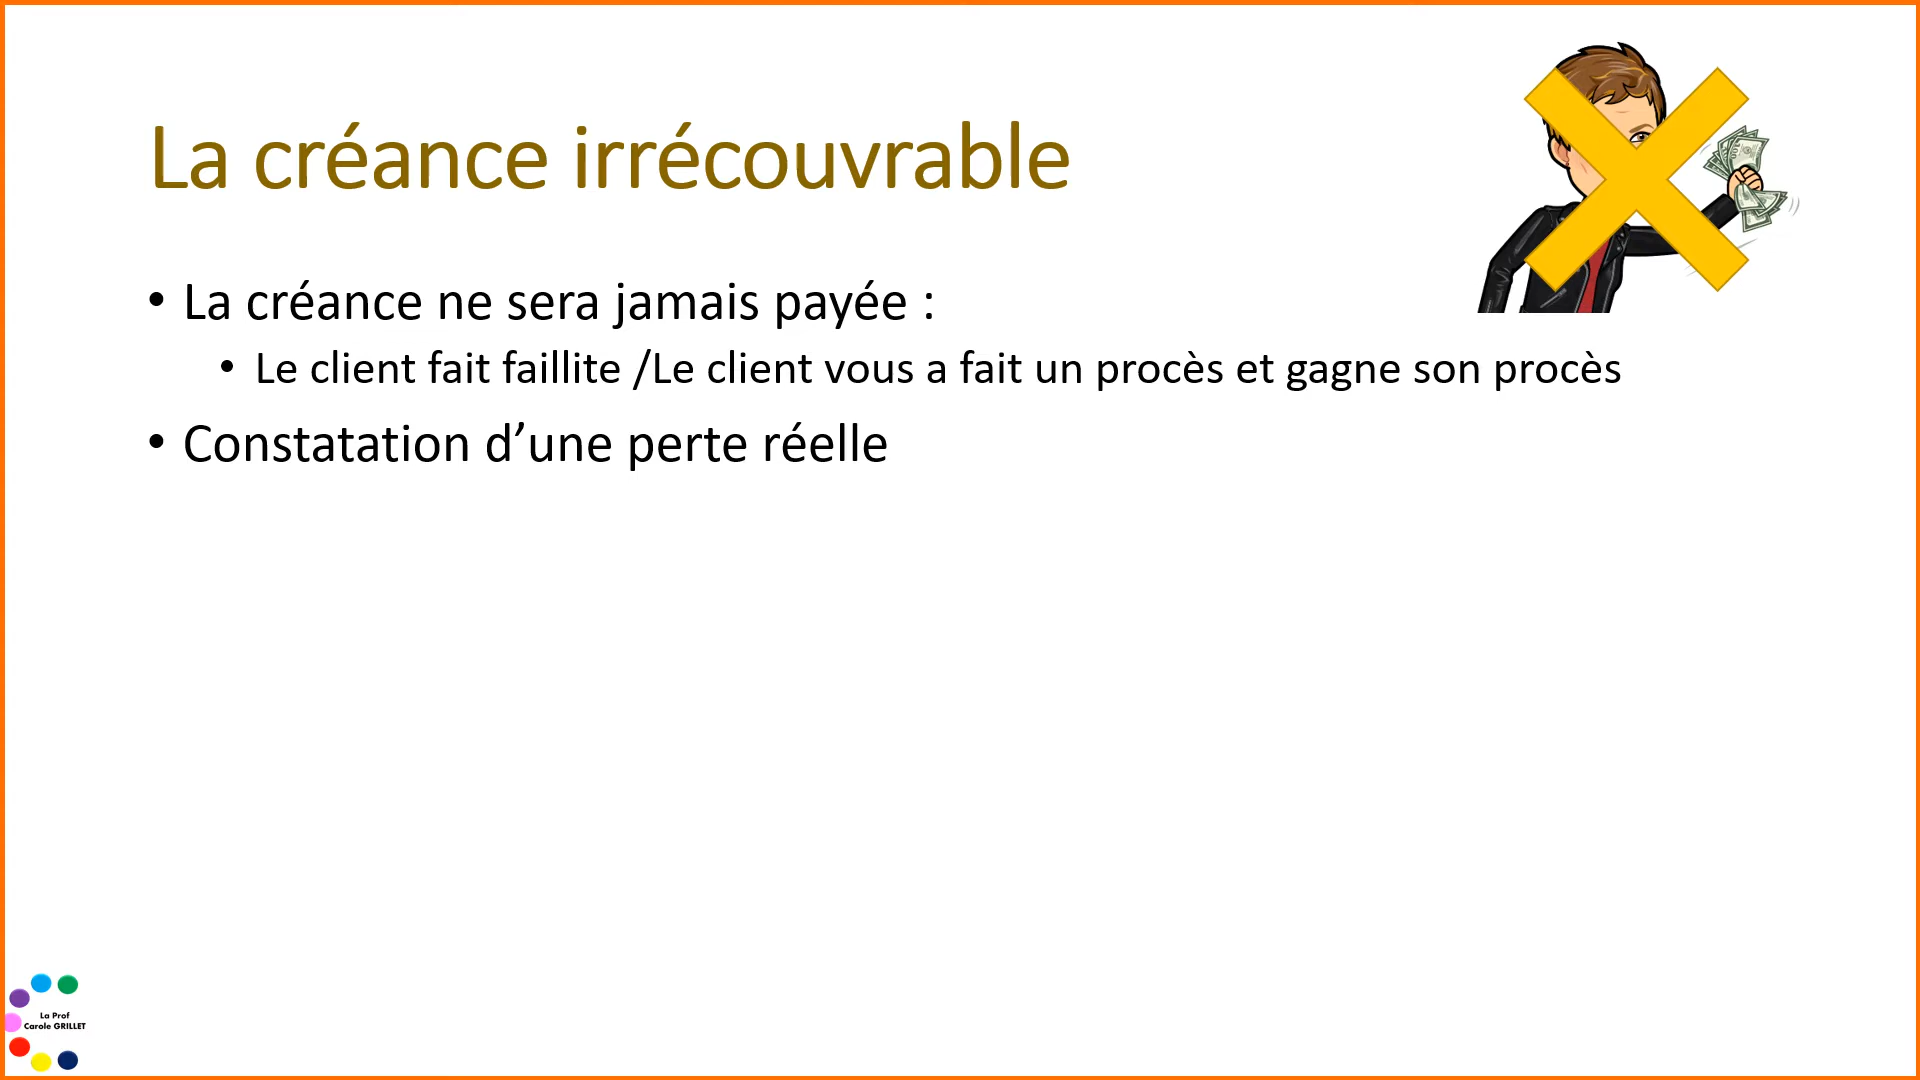 La créance irrécouvrable
• La créance ne sera jamais payée :
• Le client fait faillite /Le client vous a fait un procès et gagne son procès
• Constatation d’une perte réelle
La Prof
Carole GRILLET